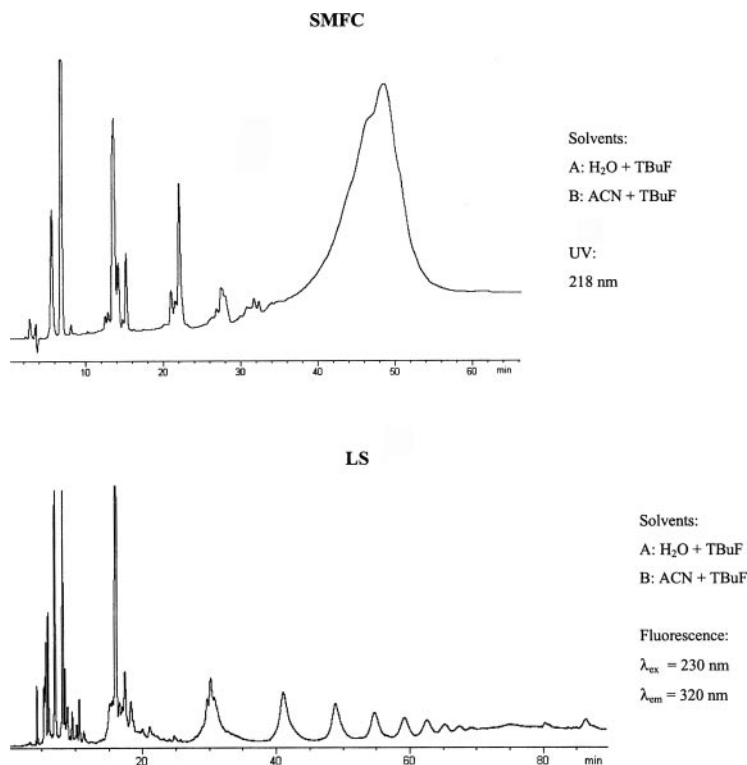 SMFC
Solvents:
A: H₂O + TBuF
B: ACN + TBuF
UV:
218 nm
10 20 30 40 50 60 min
LS
Solvents:
A: H₂O + TBuF
B: ACN + TBuF
Fluorescence:
λex = 230 nm
λem = 320 nm
20 40 60 80 min